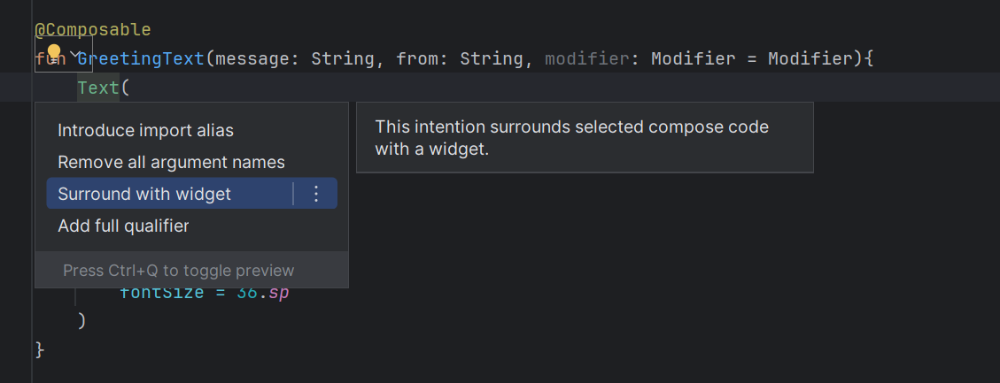 @Composable
fun GreetingText(message: String, from: String, modifier: Modifier = Modifier){
Text(
Introduce import alias
Remove all argument names
Surround with widget
Add full qualifier
Press Ctrl+Q to toggle preview
This intention surrounds selected compose code
with a widget.
fontSize = 36.sp
)
}